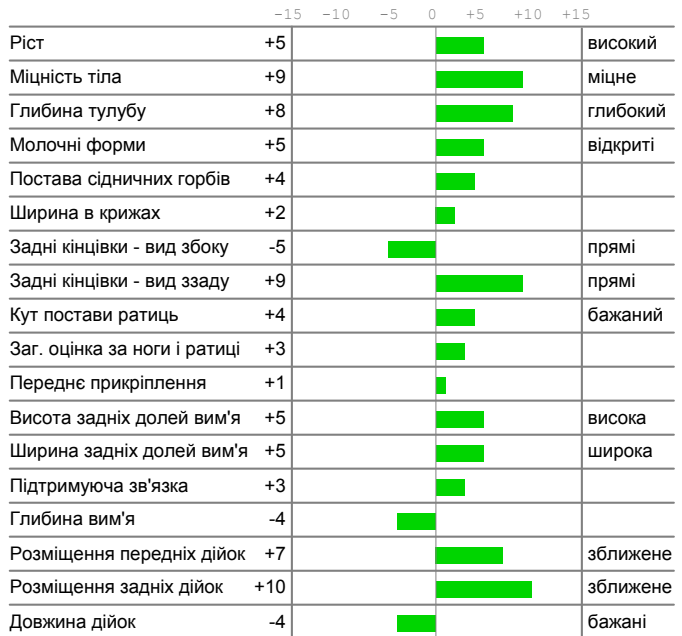 -15 -10 -5 0 +5 +10 +15
Ріст +5 високий
Міцність тіла +9 міцне
Глибина тулубу +8 глибокий
Молочні форми +5 відкриті
Постава сідничних горбів +4
Ширина в крижах +2
Задні кінцівки - вид збоку -5 прямі
Задні кінцівки - вид ззаду +9 прямі
Кут постави ратиць +4 бажаний
Заг. оцінка за ноги і ратиці +3
Переднє прикріплення +1
Висота задніх долей вим'я +5 висока
Ширина задніх долей вим'я +5 широка
Підтримуюча зв'язка +3
Глибина вим'я -4
Розміщення передніх дійок +7 зближене
Розміщення задніх дійок +10 зближене
Довжина дійок -4 бажані